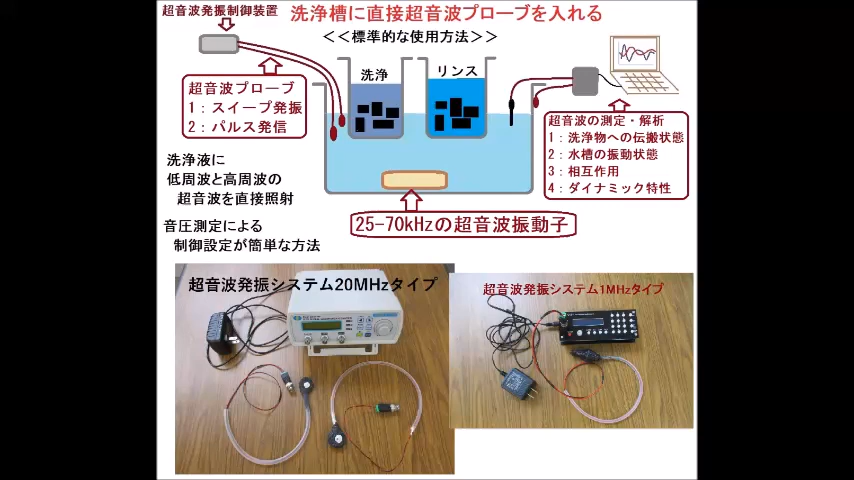 超音波発振制御装置
洗浄槽に直接超音波プローブを入れる
＜＜標準的な使用方法＞＞
洗浄
リンス
超音波プローブ
1：スイープ発振
2：パルス発信
超音波の測定・解析
1：洗浄物への伝搬状態
2：水槽の振動状態
3：相互作用
4：ダイナミック特性
洗浄液に
低周波と高周波の
超音波を直接照射
音圧測定による
制御設定が簡単な方法
25-70kHzの超音波振動子
超音波発振システム20MHzタイプ
超音波発振システム1MHzタイプ